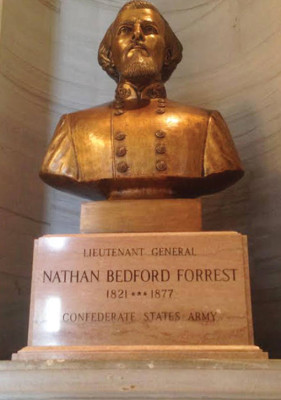 LIEUTENANT GENERAL
NATHAN BEDFORD FORREST
1821 *** 1877
CONFEDERATE STATES ARMY